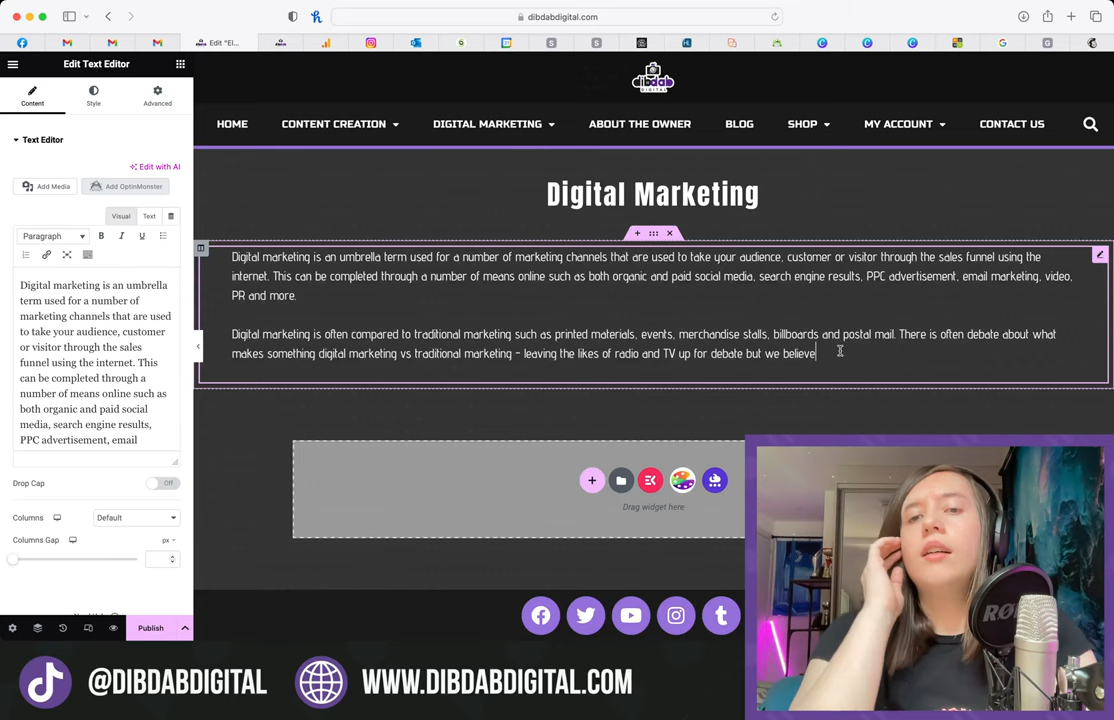 dibdabdigital.com
Edit "El...
Edit Text Editor
Content
Style
Advanced
Text Editor
Edit with AI
Add Media
Add OptinMonster
Visual
Text
Paragraph
B
I
U
Digital marketing is an umbrella
term used for a number of
marketing channels that are used
to take your audience, customer
or visitor through the sales
funnel using the internet. This
can be completed through a
number of means online such as
both organic and paid social
media, search engine results,
PPC advertisement, email
Drop Cap
Off
Columns
Default
Columns Gap
px
Publish
dibdab
DIGITAL
HOME
CONTENT CREATION
DIGITAL MARKETING
ABOUT THE OWNER
BLOG
SHOP
MY ACCOUNT
CONTACT US
Digital Marketing
Digital marketing is an umbrella term used for a number of marketing channels that are used to take your audience, customer or visitor through the sales funnel using the
internet. This can be completed through a number of means online such as both organic and paid social media, search engine results, PPC advertisement, email marketing, video,
PR and more.
Digital marketing is often compared to traditional marketing such as printed materials, events, merchandise stalls, billboards and postal mail. There is often debate about what
makes something digital marketing vs traditional marketing - leaving the likes of radio and TV up for debate but we believe
Drag widget here
RØDE
@DIBDABDIGITAL
WWW.DIBDABDIGITAL.COM